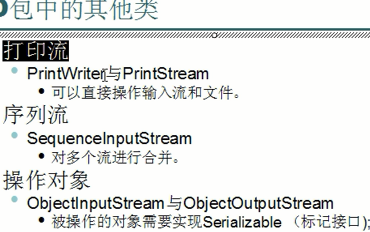 包中的其他类
打印流
PrintWriter与PrintStream
可以直接操作输入流和文件。
序列流
SequenceInputStream
对多个流进行合并。
操作对象
ObjectInputStream与ObjectOutputStream
被操作的对象需要实现Serializable （标记接口);